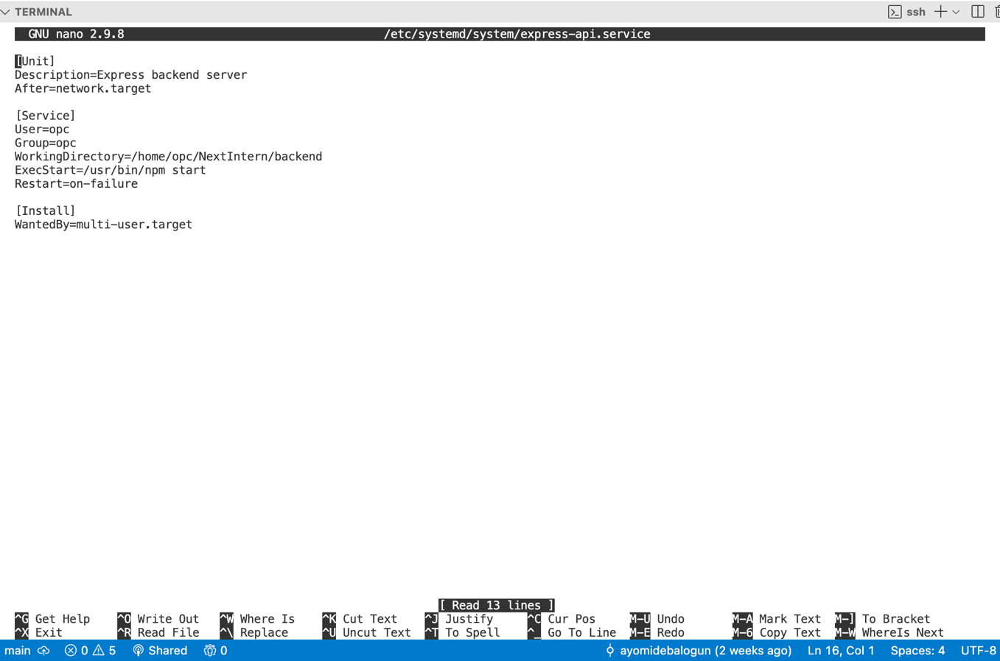 TERMINAL ssh
GNU nano 2.9.8 /etc/systemd/system/express-api.service
[Unit]
Description=Express backend server
After=network.target
[Service]
User=opc
Group=opc
WorkingDirectory=/home/opc/NextIntern/backend
ExecStart=/usr/bin/npm start
Restart=on-failure
[Install]
WantedBy=multi-user.target
[ Read 13 lines ]
^G Get Help ^O Write Out ^W Where Is ^K Cut Text ^J Justify ^C Cur Pos M-U Undo M-A Mark Text M-] To Bracket
^X Exit ^R Read File ^\ Replace ^U Uncut Text ^T To Spell ^_ Go To Line M-E Redo M-6 Copy Text M-W WhereIs Next
main 0 5 Shared 0 ayomidebalogun (2 weeks ago) Ln 16, Col 1 Spaces: 4 UTF-8